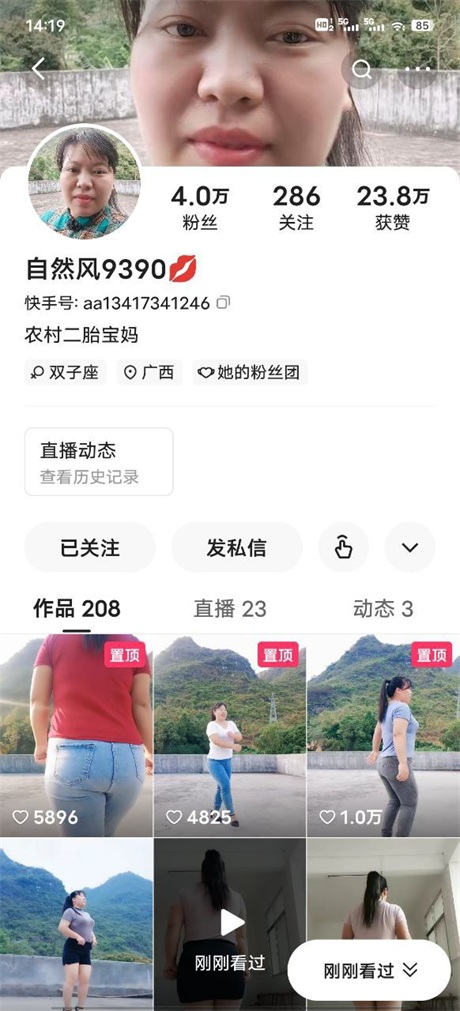 14:19
HD 1 2 5G 5G 85
4.0万 286 23.8万
粉丝 关注 获赞
自然风9390💋
快手号: aa13417341246
农村二胎宝妈
双子座 广西 她的粉丝团
直播动态
查看历史记录
已关注 发私信
作品 208 直播 23 动态 3
置顶 置顶 置顶
5896 4825 1.0万
刚刚看过
刚刚看过